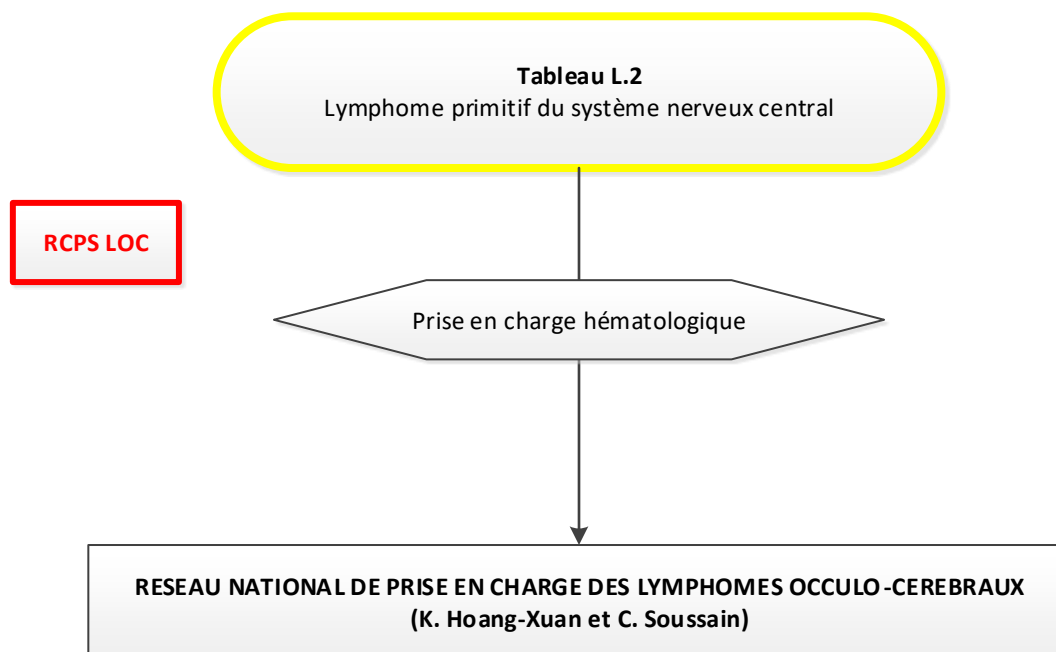 Tableau L.2
Lymphome primitif du système nerveux central
RCPS LOC
Prise en charge hématologique
RESEAU NATIONAL DE PRISE EN CHARGE DES LYMPHOMES OCCULO-CEREBRAUX
(K. Hoang-Xuan et C. Soussain)